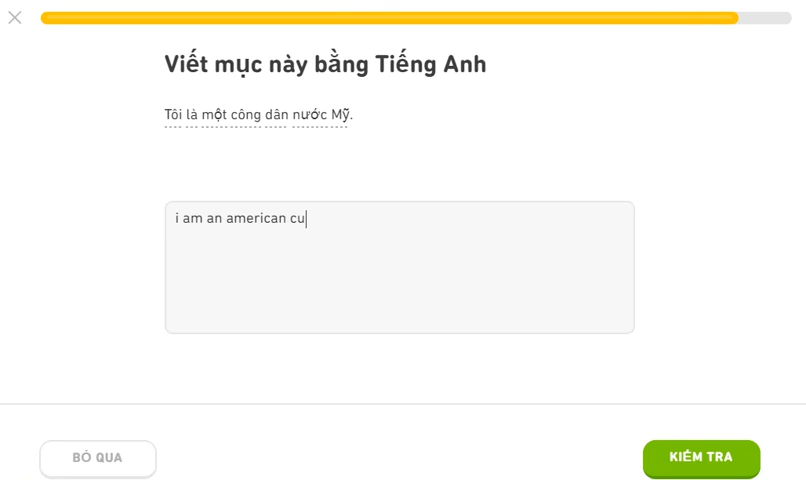 Viết mục này bằng Tiếng Anh
Tôi là một công dân nước Mỹ.
i am an american cu
BỎ QUA
KIỂM TRA